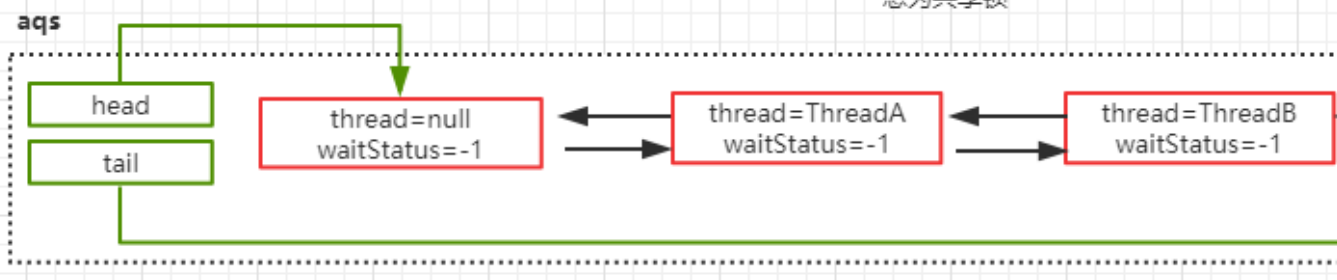 aqs
head
tail
thread=null
waitStatus=-1
thread=ThreadA
waitStatus=-1
thread=ThreadB
waitStatus=-1